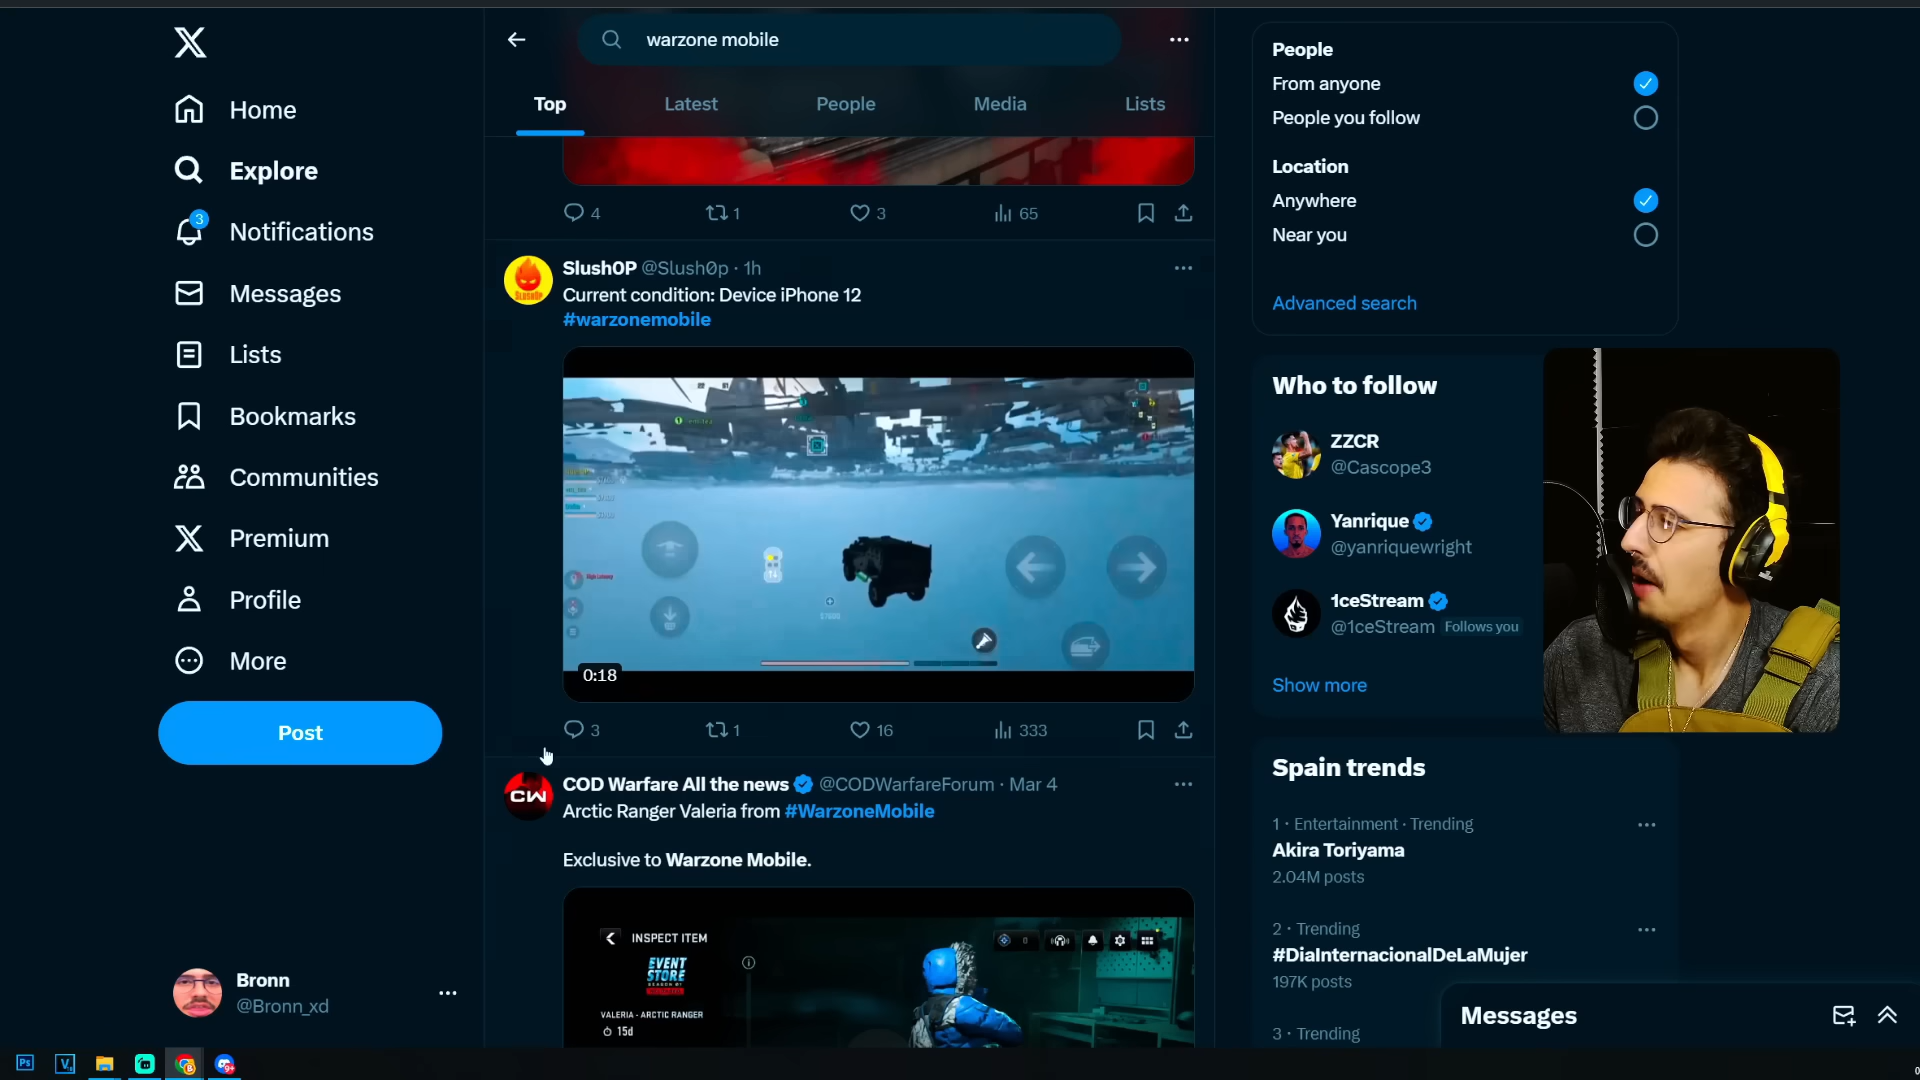 warzone mobile
Top
Latest
People
Media
Lists
Home
Explore
3
Notifications
Messages
Lists
Bookmarks
Communities
Premium
Profile
More
Post
Bronn
@Bronn_xd
4
1
3
65
SlushOP @Slush0p · 1h
Current condition: Device iPhone 12
#warzonemobile
0:18
3
1
16
333
CW
COD Warfare All the news @CODWarfareForum · Mar 4
Arctic Ranger Valeria from #WarzoneMobile
Exclusive to Warzone Mobile.
INSPECT ITEM
EVENT
STORE
VALERIA - ARCTIC RANGER
15d
0
People
From anyone
People you follow
Location
Anywhere
Near you
Advanced search
Who to follow
ZZCR
@Cascope3
Yanrique
@yanriquewright
1ceStream
@1ceStream Follows you
Show more
Spain trends
1 · Entertainment · Trending
Akira Toriyama
2.04M posts
2 · Trending
#DiaInternacionalDeLaMujer
197K posts
3 · Trending
Messages
Ps
V
9+